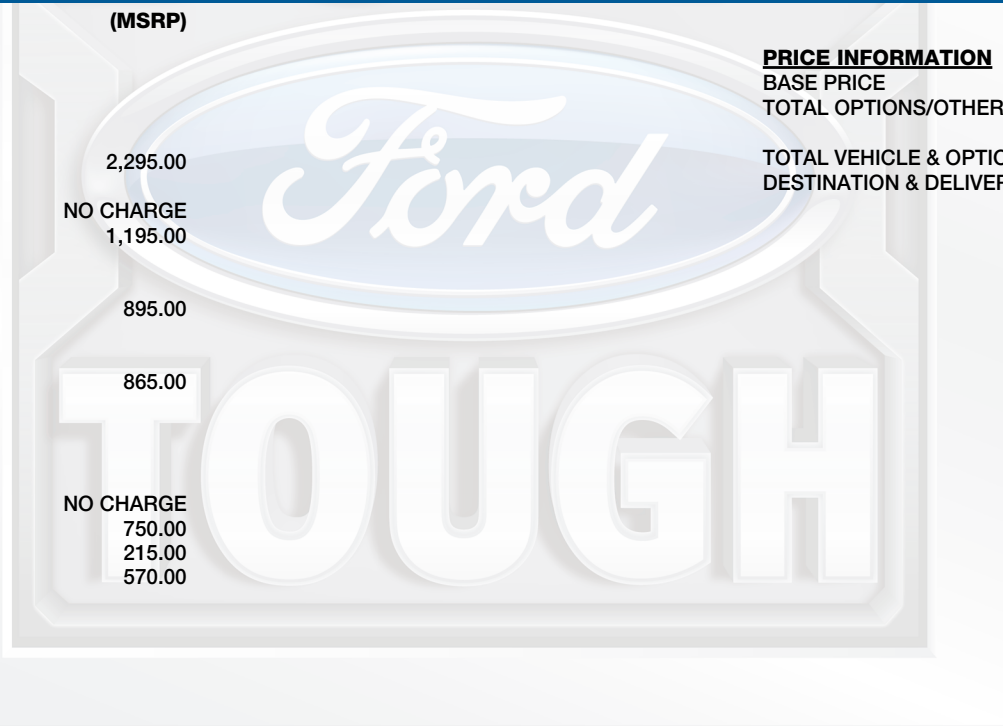 (MSRP)
2,295.00
NO CHARGE
1,195.00
895.00
865.00
NO CHARGE
750.00
215.00
570.00
PRICE INFORMATION
BASE PRICE
TOTAL OPTIONS/OTHER
TOTAL VEHICLE & OPTIO
DESTINATION & DELIVER
Ford
TOUGH